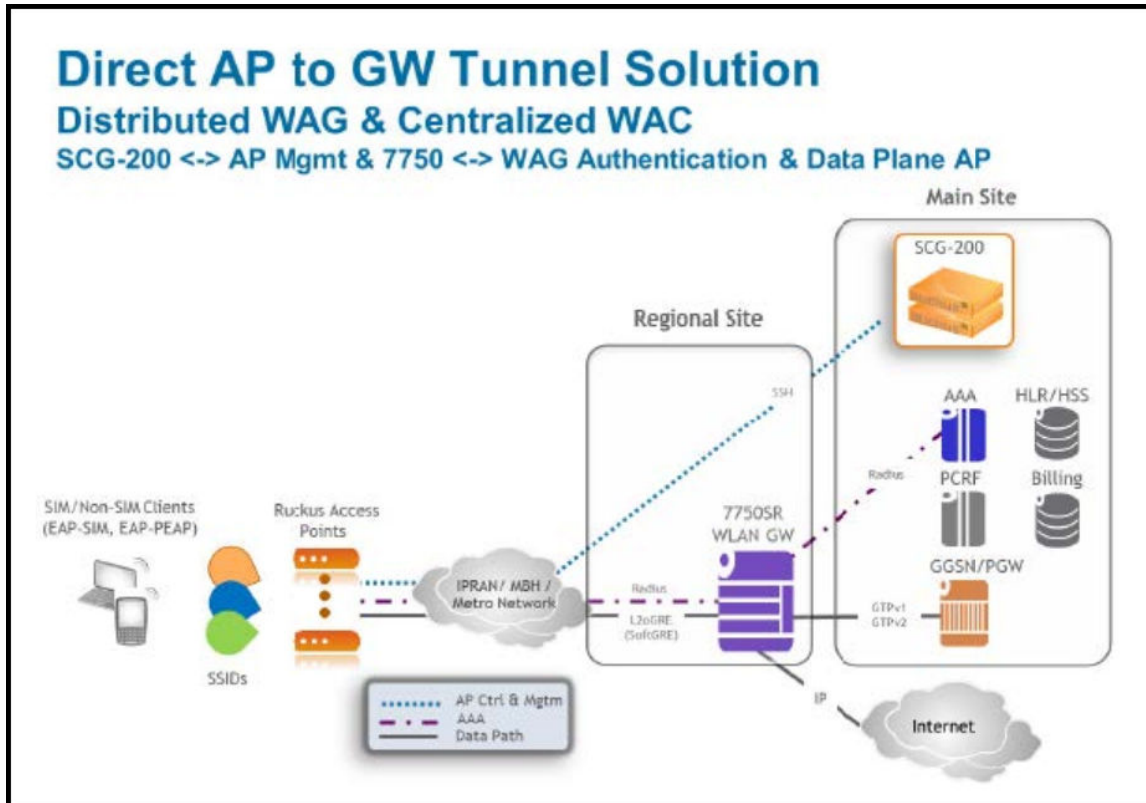 Direct AP to GW Tunnel Solution
Distributed WAG & Centralized WAC
SCG-200 <-> AP Mgmt & 7750 <-> WAG Authentication & Data Plane AP
Main Site
SCG-200
Regional Site
SSH
AAA
HLR/HSS
Radius
PCRF
Billing
SIM/Non-SIM Clients
(EAP-SIM, EAP-PEAP)
Ruckus Access
Points
7750SR
WLAN GW
GGSN/PGW
IPRAN/ MBH /
Metro Network
Radius
L2oGRE
(SoftGRE)
GTPv1
GTPv2
SSIDs
AP Ctrl & Mgtm
AAA
Data Path
IP
Internet